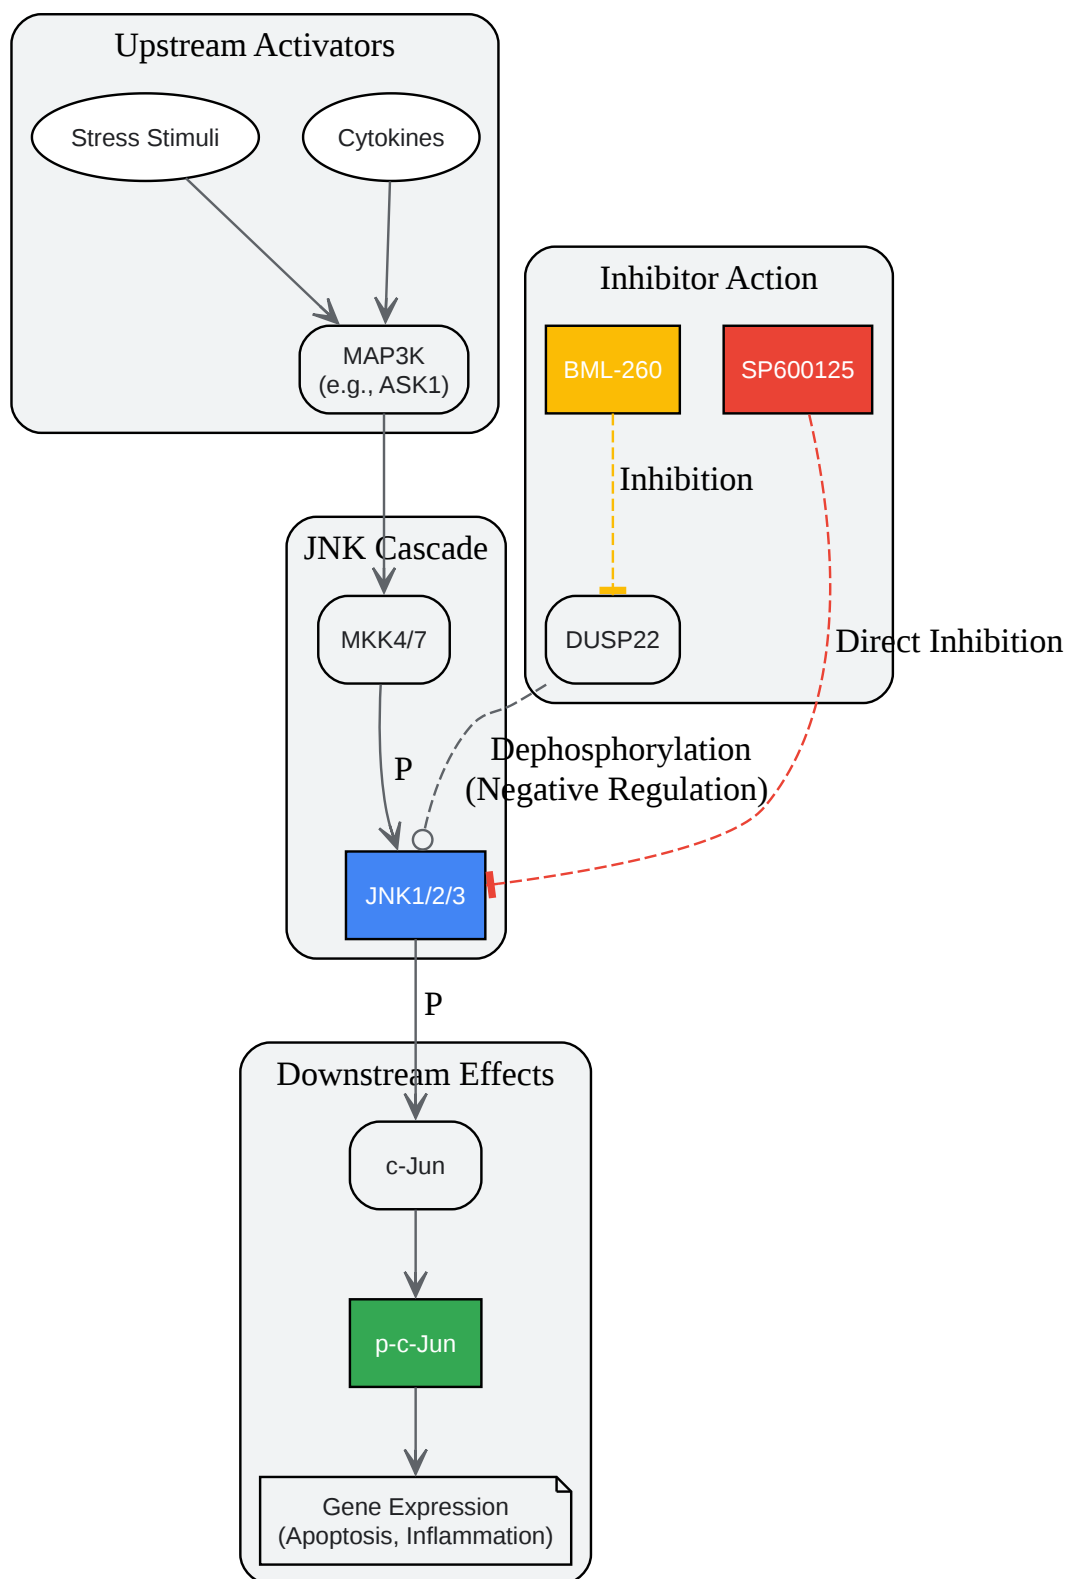 Upstream Activators
Stress Stimuli
Cytokines
MAP3K
(e.g., ASK1)
Inhibitor Action
BML-260
SP600125
Inhibition
JNK Cascade
MKK4/7
DUSP22
Direct Inhibition
P
Dephosphorylation
(Negative Regulation)
JNK1/2/3
P
Downstream Effects
c-Jun
p-c-Jun
Gene Expression
(Apoptosis, Inflammation)